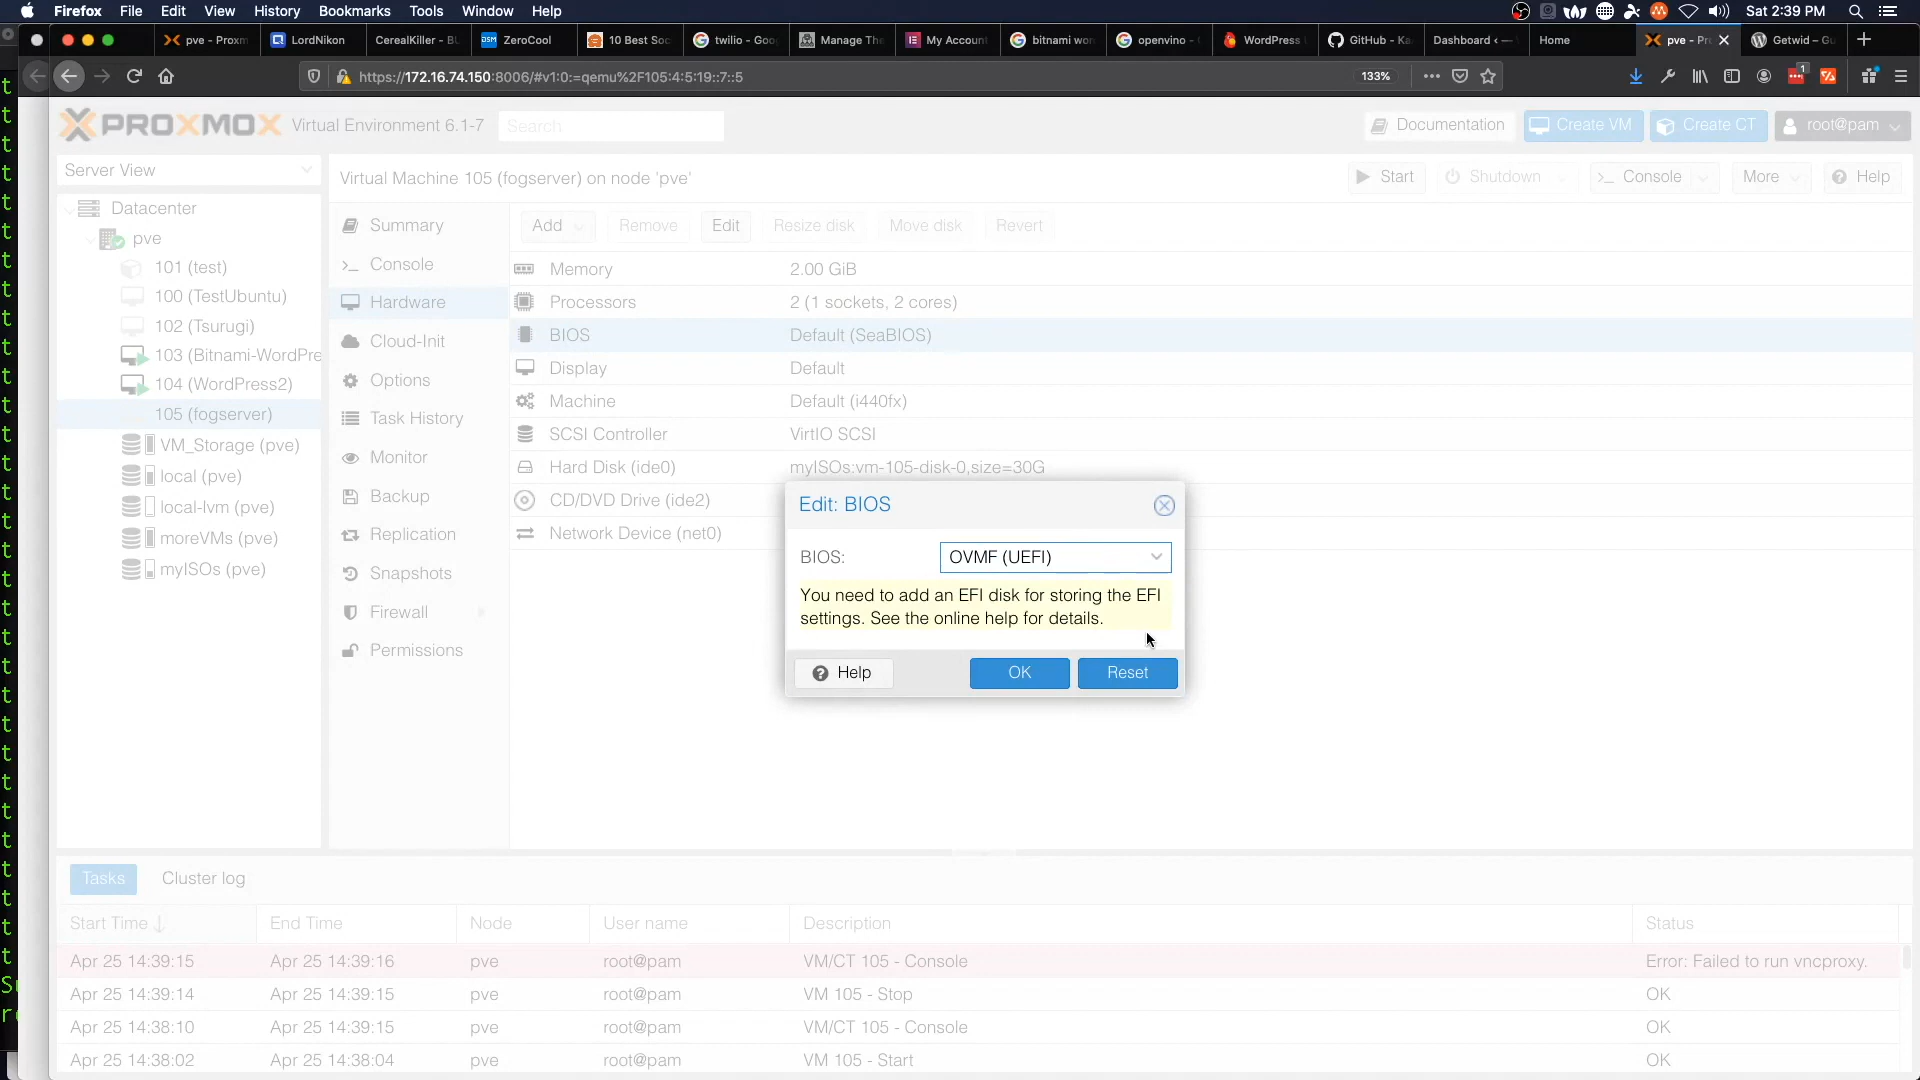 Firefox File Edit View History Bookmarks Tools Window Help Sat 2:39 PM
pve - Proxm LordNikon CerealKiller - Bu ZeroCool 10 Best Soc twilio - Goo Manage The My Account bitnami wor openvino - WordPress GitHub - Ka Dashboard ‹ — Home pve - Pr Getwid – Gu
https://172.16.74.150:8006/#v1:0:=qemu%2F105:4:5:19::7::5 133% 1
PROXMOX Virtual Environment 6.1-7 Search Documentation Create VM Create CT root@pam
Server View
Virtual Machine 105 (fogserver) on node 'pve' Start Shutdown Console More Help
Datacenter
pve
101 (test)
100 (TestUbuntu)
102 (Tsurugi)
103 (Bitnami-WordPre
104 (WordPress2)
105 (fogserver)
VM_Storage (pve)
local (pve)
local-lvm (pve)
moreVMs (pve)
myISOs (pve)
Summary
Console
Hardware
Cloud-Init
Options
Task History
Monitor
Backup
Replication
Snapshots
Firewall
Permissions
Add Remove Edit Resize disk Move disk Revert
Memory 2.00 GiB
Processors 2 (1 sockets, 2 cores)
BIOS Default (SeaBIOS)
Display Default
Machine Default (i440fx)
SCSI Controller VirtIO SCSI
Hard Disk (ide0) myISOs:vm-105-disk-0,size=30G
CD/DVD Drive (ide2)
Network Device (net0)
Edit: BIOS
BIOS: OVMF (UEFI)
You need to add an EFI disk for storing the EFI
settings. See the online help for details.
Help OK Reset
Tasks Cluster log
Start Time End Time Node User name Description Status
Apr 25 14:39:15 Apr 25 14:39:16 pve root@pam VM/CT 105 - Console Error: Failed to run vncproxy.
Apr 25 14:39:14 Apr 25 14:39:15 pve root@pam VM 105 - Stop OK
Apr 25 14:38:10 Apr 25 14:39:15 pve root@pam VM/CT 105 - Console OK
Apr 25 14:38:02 Apr 25 14:38:04 pve root@pam VM 105 - Start OK